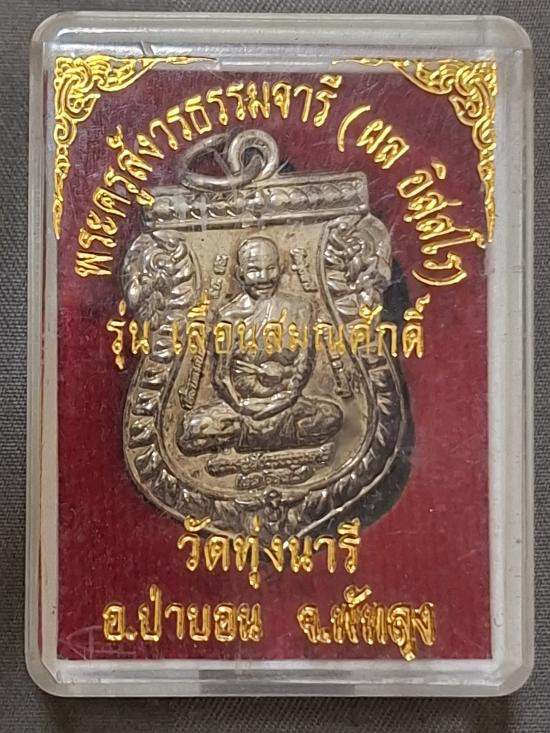 พระครูสังวรธรรมจารี (ผล อิสฺสโร)
รุ่น เลื่อนสมณศักดิ์
วัดทุ่งนารี
อ.ป่าบอน จ.พัทลุง